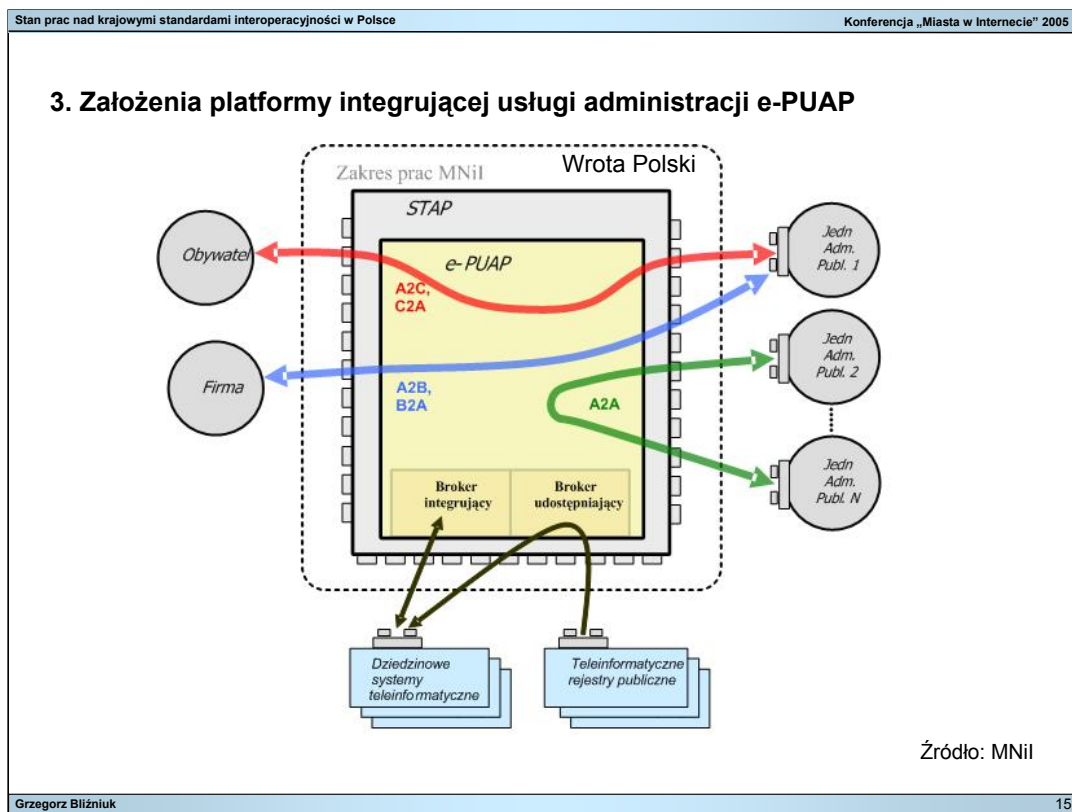 Stan prac nad krajowymi standardami interoperacyjności w Polsce
Konferencja „Miasta w Internecie” 2005
3. Założenia platformy integrującej usługi administracji e-PUAP
Wrota Polski
Zakres prac MNiI
STAP
e-PUAP
Obywatel
A2C,
C2A
Jedn
Adm.
Publ. 1
Firma
A2B,
B2A
A2A
Jedn
Adm.
Publ. 2
Jedn
Adm.
Publ. N
Broker
integrujący
Broker
udostępniający
Dziedzinowe
systemy
teleinformatyczne
Teleinformatyczne
rejestry publiczne
Źródło: MNiI
Grzegorz Bliźniuk
15